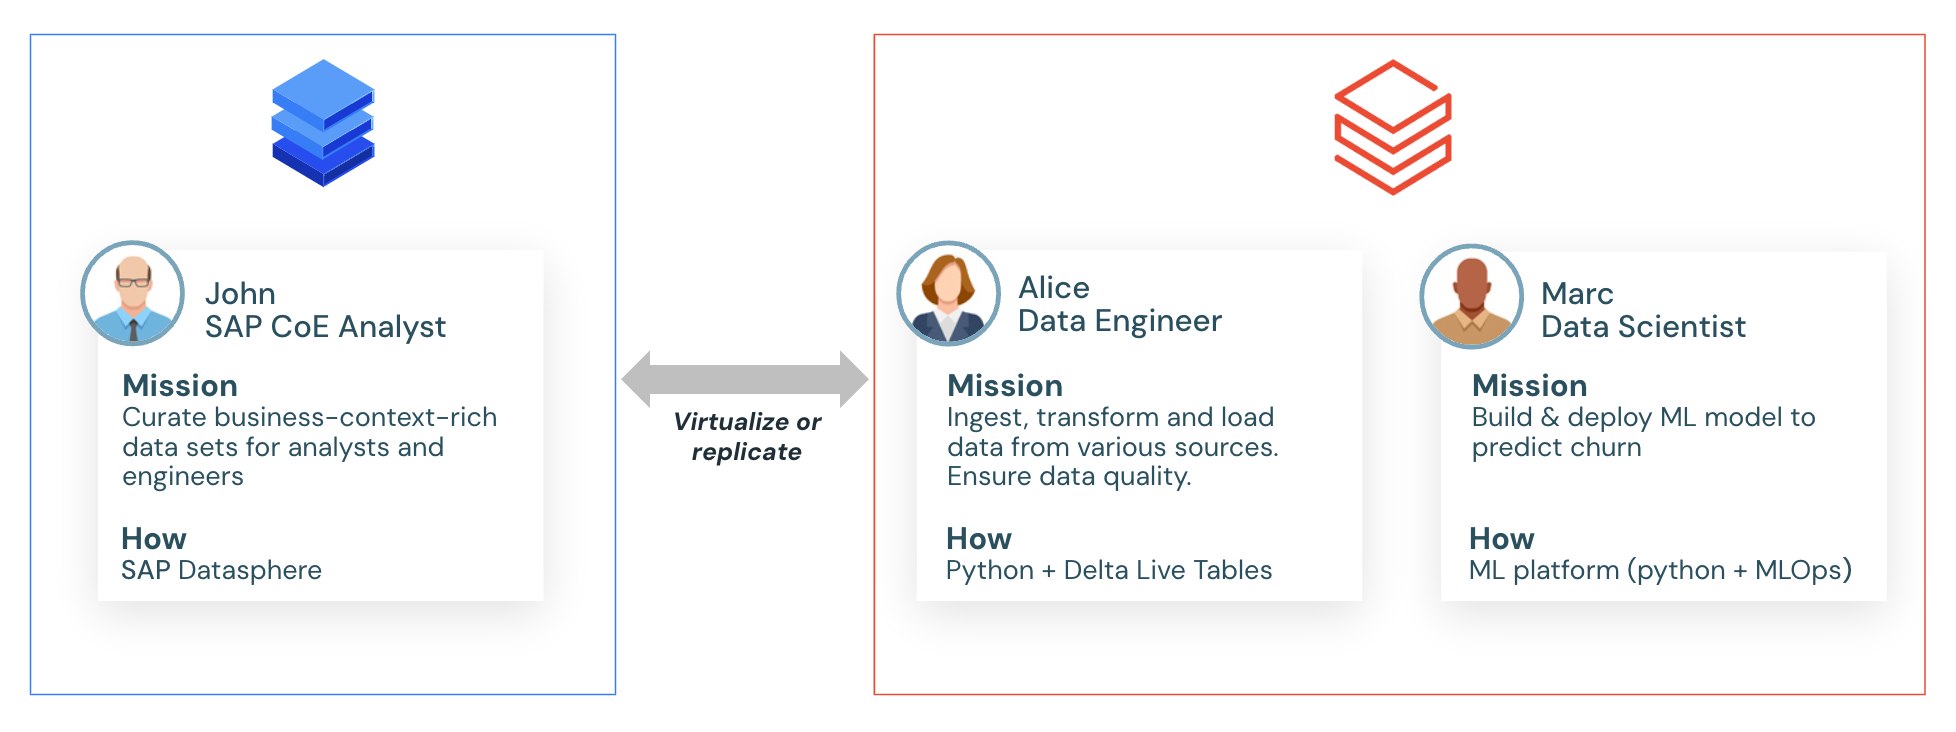 John
SAP CoE Analyst
Mission
Curate business-context-rich
data sets for analysts and
engineers
How
SAP Datasphere
Virtualize or
replicate
Alice
Data Engineer
Mission
Ingest, transform and load
data from various sources.
Ensure data quality.
How
Python + Delta Live Tables
Marc
Data Scientist
Mission
Build & deploy ML model to
predict churn
How
ML platform (python + MLOps)